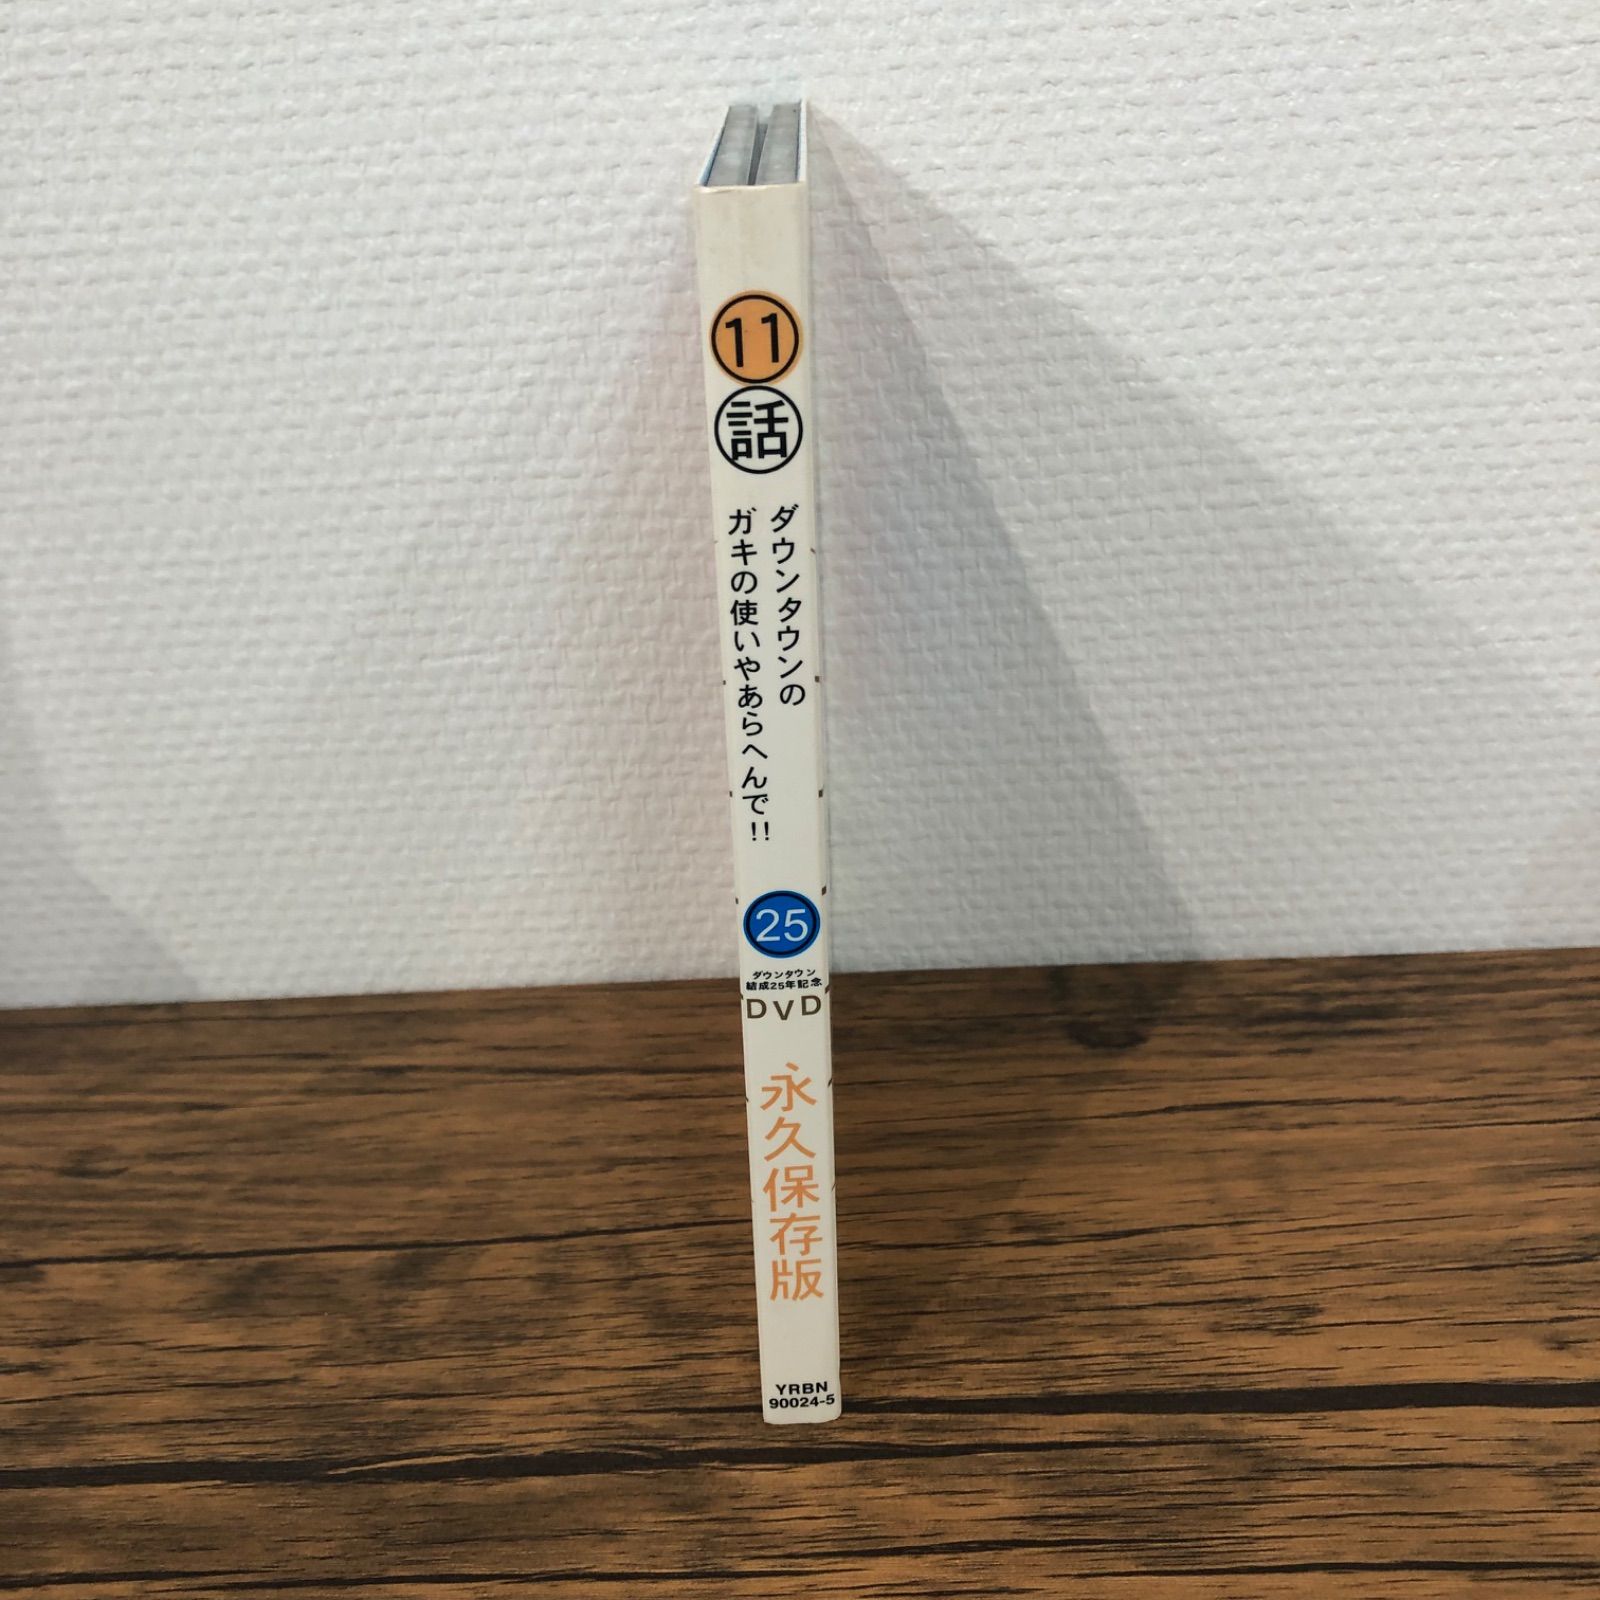 11
話
ダウンタウンの
ガキの使いやあらへんで!!
25
ダウンタウン
結成25年記念
DVD
永久保存版
YRBN
90024-5